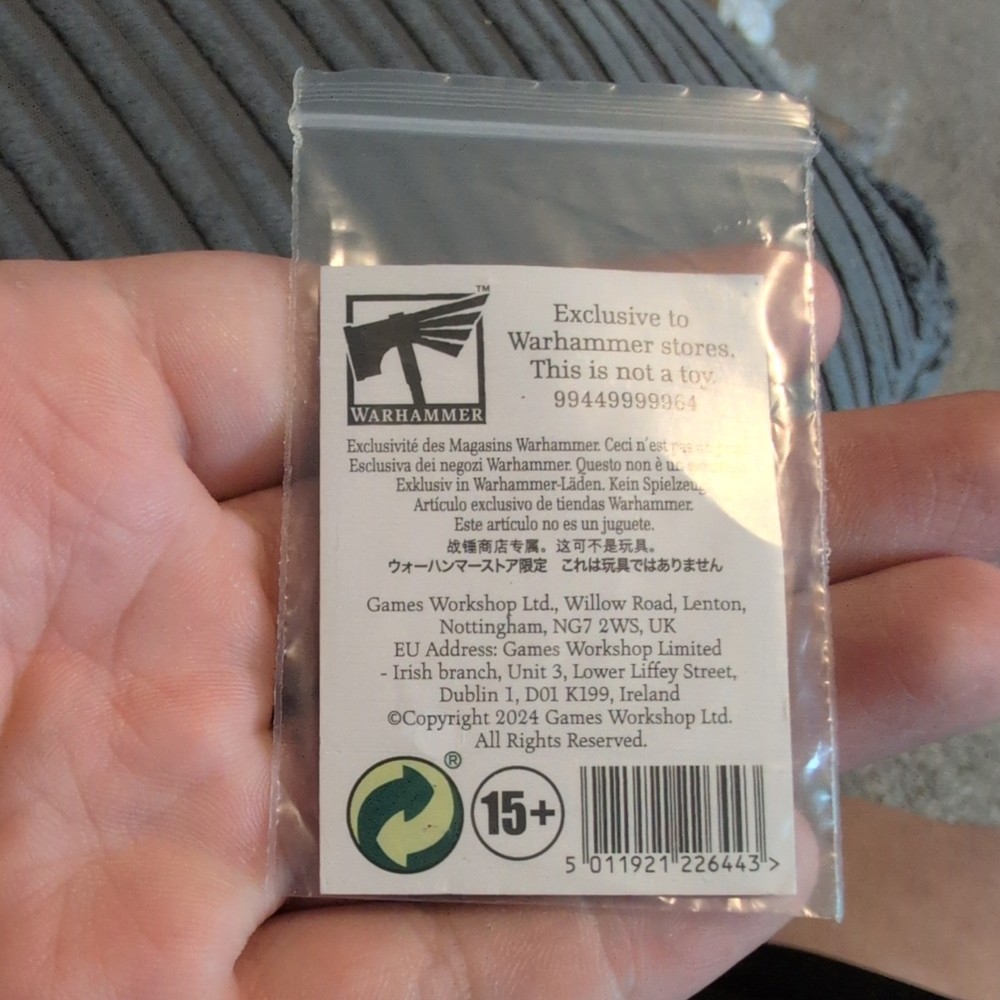 WARHAMMER
™
Exclusive to
Warhammer stores.
This is not a toy.
99449999964
Exclusivité des Magasins Warhammer. Ceci n'est pas
Esclusiva dei negozi Warhammer. Questo non è un
Exklusiv in Warhammer-Läden. Kein Spielzeug
Artículo exclusivo de tiendas Warhammer.
Este artículo no es un juguete.
战锤商店专属。这可不是玩具。
ウォーハンマーストア限定 これは玩具ではありません
Games Workshop Ltd., Willow Road, Lenton,
Nottingham, NG7 2WS, UK
EU Address: Games Workshop Limited
- Irish branch, Unit 3, Lower Liffey Street,
Dublin 1, D01 K199, Ireland
©Copyright 2024 Games Workshop Ltd.
All Rights Reserved.
®
15+
5 011921 226443 >